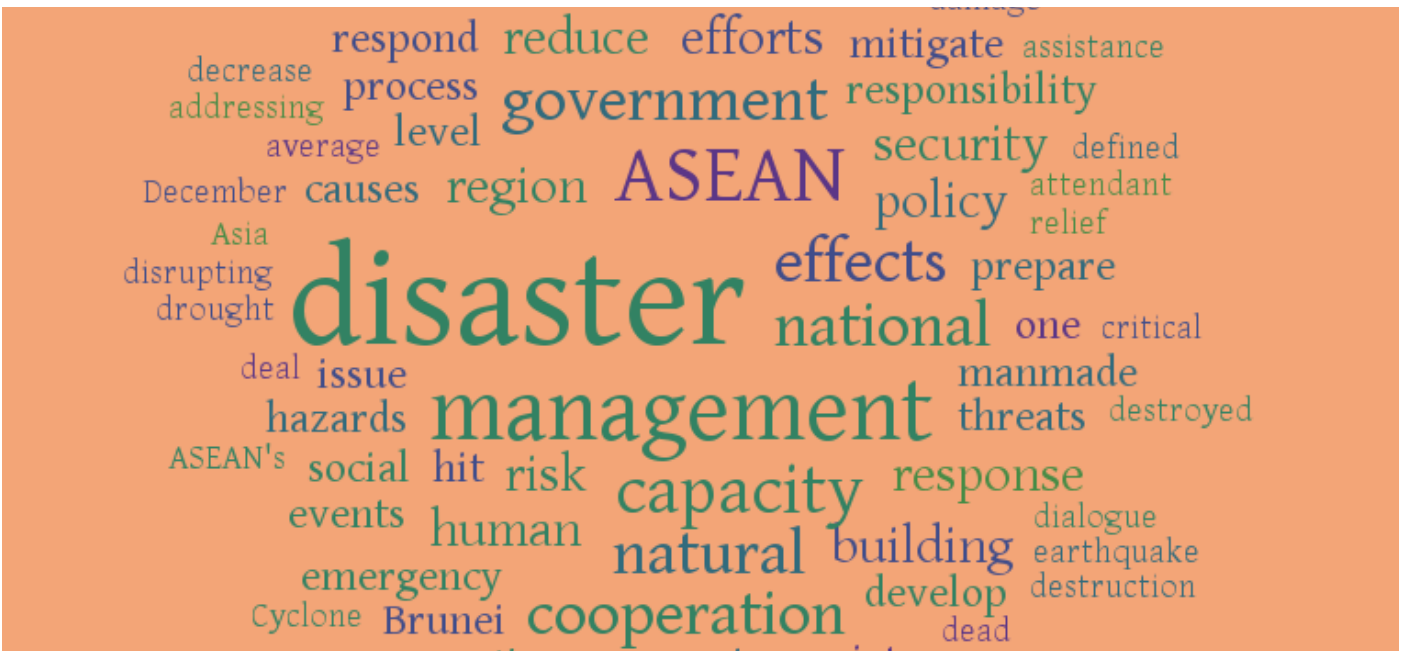 damage
respond reduce efforts mitigate assistance
decrease process government responsibility
addressing
average level ASEAN security defined
December causes region policy attendant
relief
Asia
disrupting disaster effects prepare
drought national one critical
deal issue manmade
hazards management threats destroyed
ASEAN's social hit risk capacity response
events human dialogue
natural building earthquake
emergency develop destruction
Cyclone Brunei cooperation dead